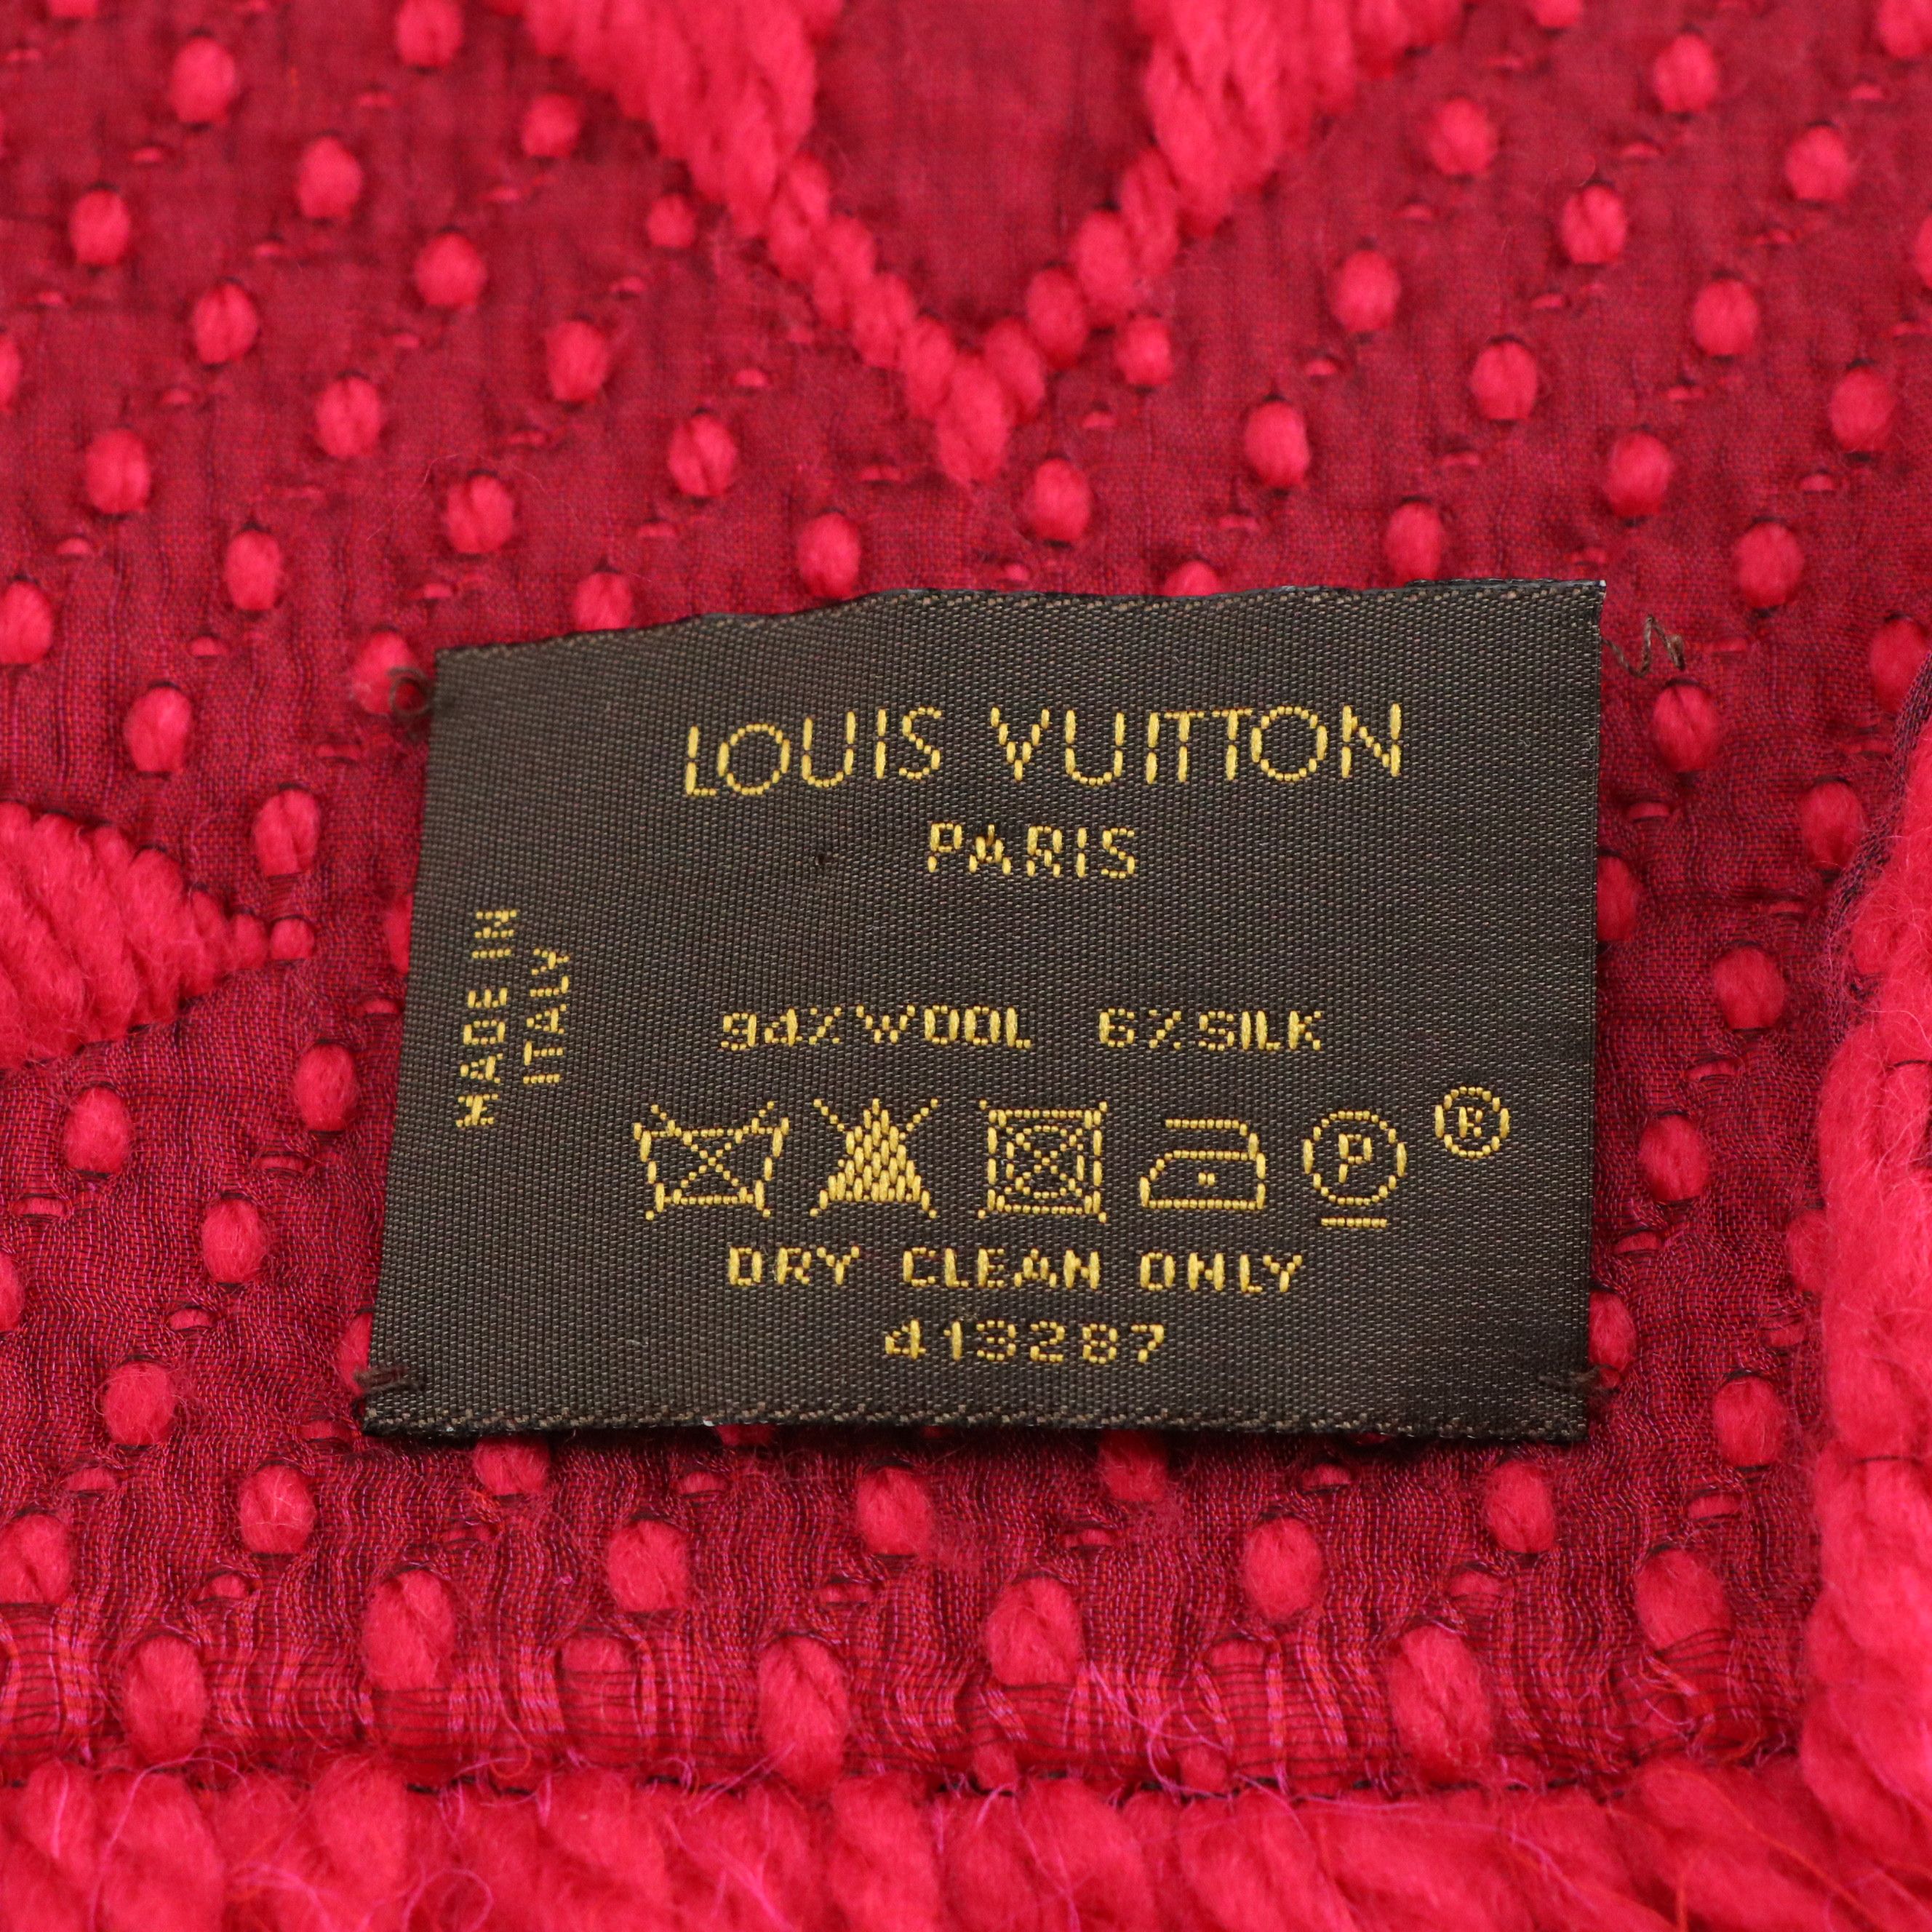 LOUIS VUITTON
PARIS
MADE IN
ITALY
94% WOOL 6% SILK
P
®
DRY CLEAN ONLY
413287